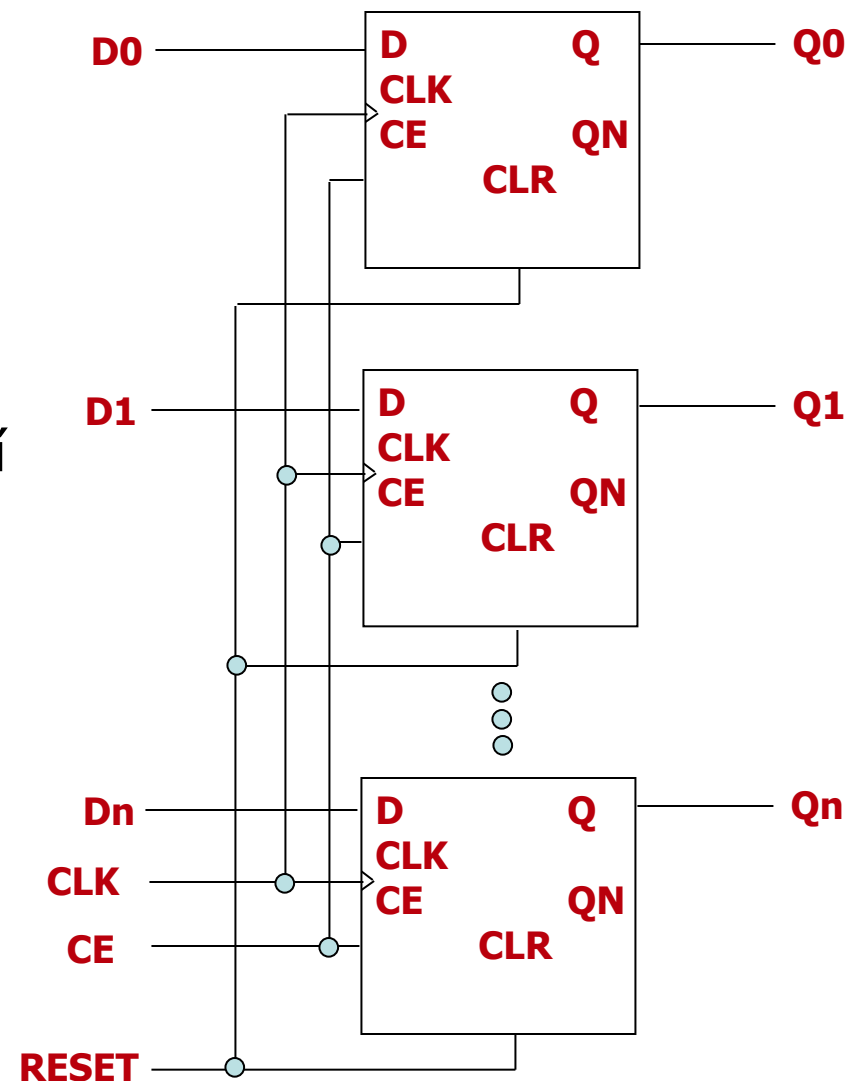 D0 D Q Q0
CLK
CE QN
CLR
D1 D Q Q1
í
CLK
CE QN
CLR
Dn D Q Qn
CLK CLK
CE QN
CE CLR
RESET